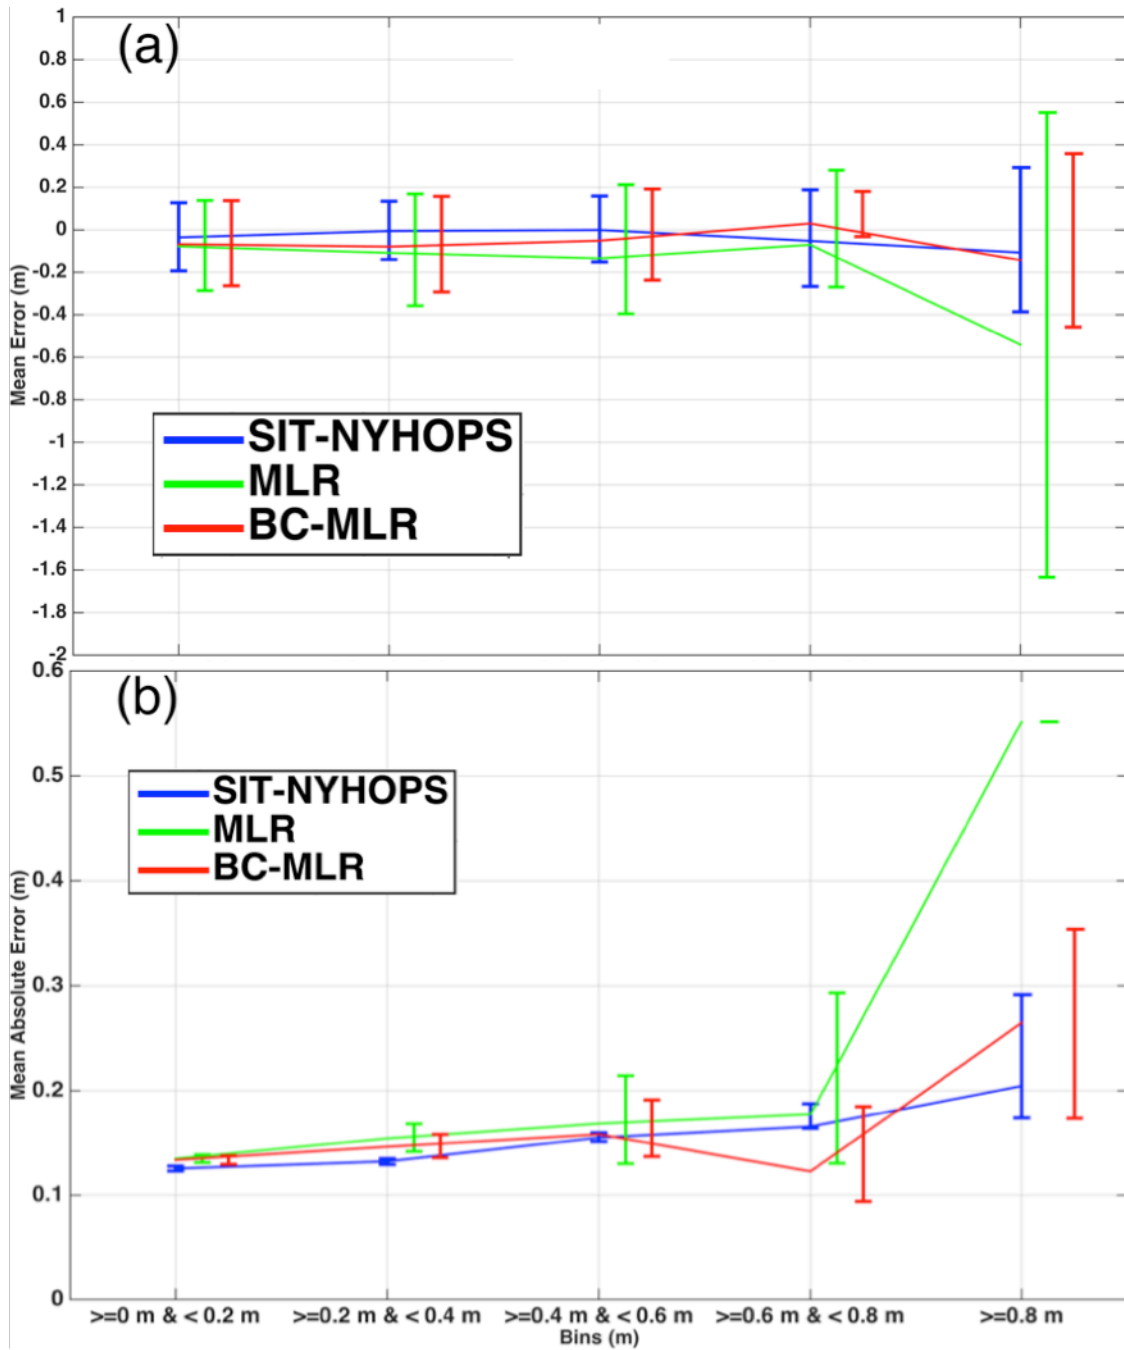 (a)
1
0.8
0.6
0.4
0.2
0
-0.2
-0.4
-0.6
-0.8
-1
-1.2
-1.4
-1.6
-1.8
-2
Mean Error (m)
SIT-NYHOPS
MLR
BC-MLR
(b)
0.6
0.5
0.4
0.3
0.2
0.1
0
Mean Absolute Error (m)
SIT-NYHOPS
MLR
BC-MLR
>=0 m & < 0.2 m >=0.2 m & < 0.4 m >=0.4 m & < 0.6 m >=0.6 m & < 0.8 m >=0.8 m
Bins (m)